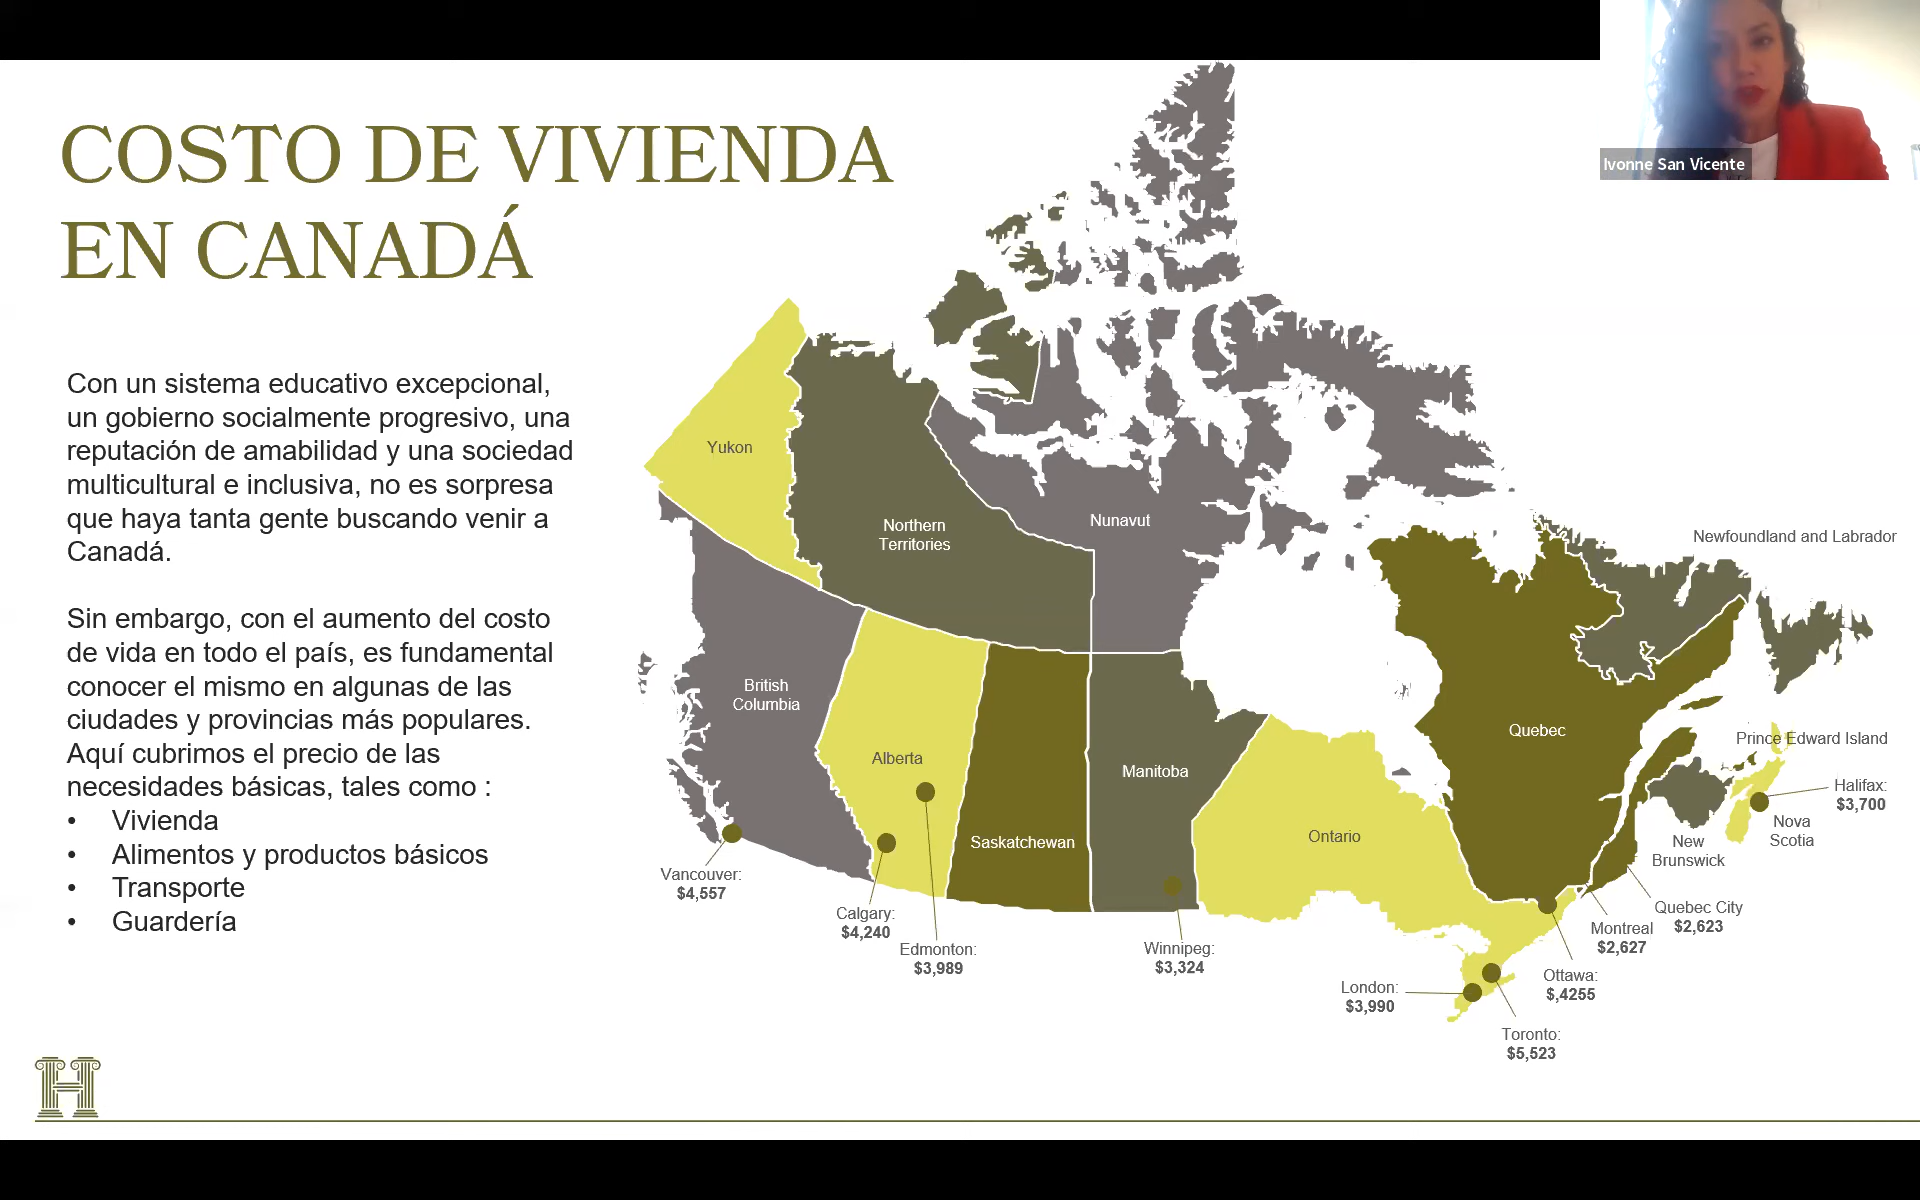 COSTO DE VIVIENDA
EN CANADÁ
Ivonne San Vicente
Con un sistema educativo excepcional,
un gobierno socialmente progresivo, una
reputación de amabilidad y una sociedad
multicultural e inclusiva, no es sorpresa
que haya tanta gente buscando venir a
Canadá.
Sin embargo, con el aumento del costo
de vida en todo el país, es fundamental
conocer el mismo en algunas de las
ciudades y provincias más populares.
Aquí cubrimos el precio de las
necesidades básicas, tales como :
• Vivienda
• Alimentos y productos básicos
• Transporte
• Guardería
Yukon
Northern
Territories
Nunavut
Newfoundland and Labrador
British
Columbia
Alberta
Saskatchewan
Manitoba
Ontario
Quebec
Prince Edward Island
Halifax:
$3,700
Nova
Scotia
New
Brunswick
Vancouver:
$4,557
Calgary:
$4,240
Edmonton:
$3,989
Winnipeg:
$3,324
London:
$3,990
Toronto:
$5,523
Ottawa:
$,4255
Montreal
$2,627
Quebec City
$2,623
H